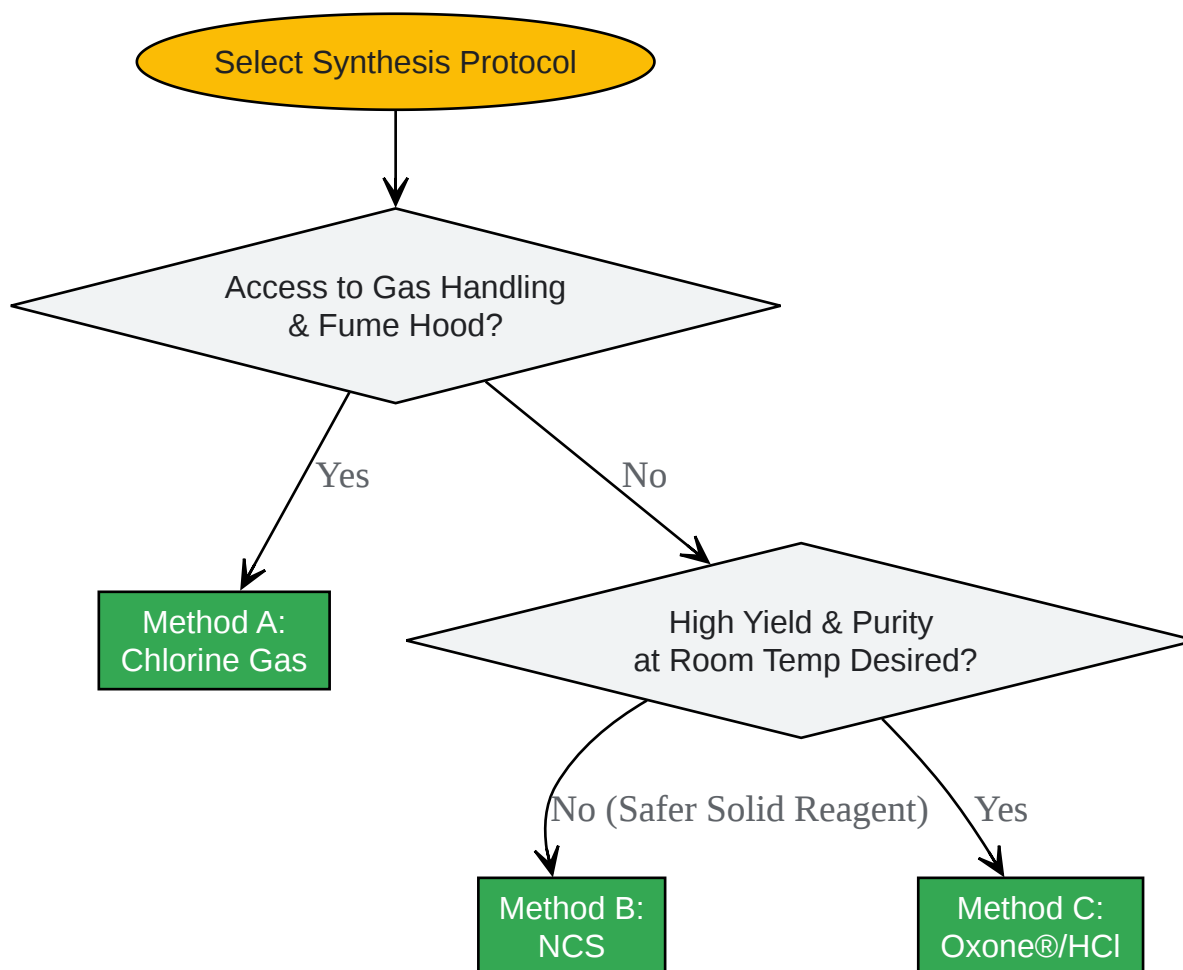 Select Synthesis Protocol
Access to Gas Handling
& Fume Hood?
Yes
No
Method A:
Chlorine Gas
High Yield & Purity
at Room Temp Desired?
No (Safer Solid Reagent)
Yes
Method B:
NCS
Method C:
Oxone®/HCl